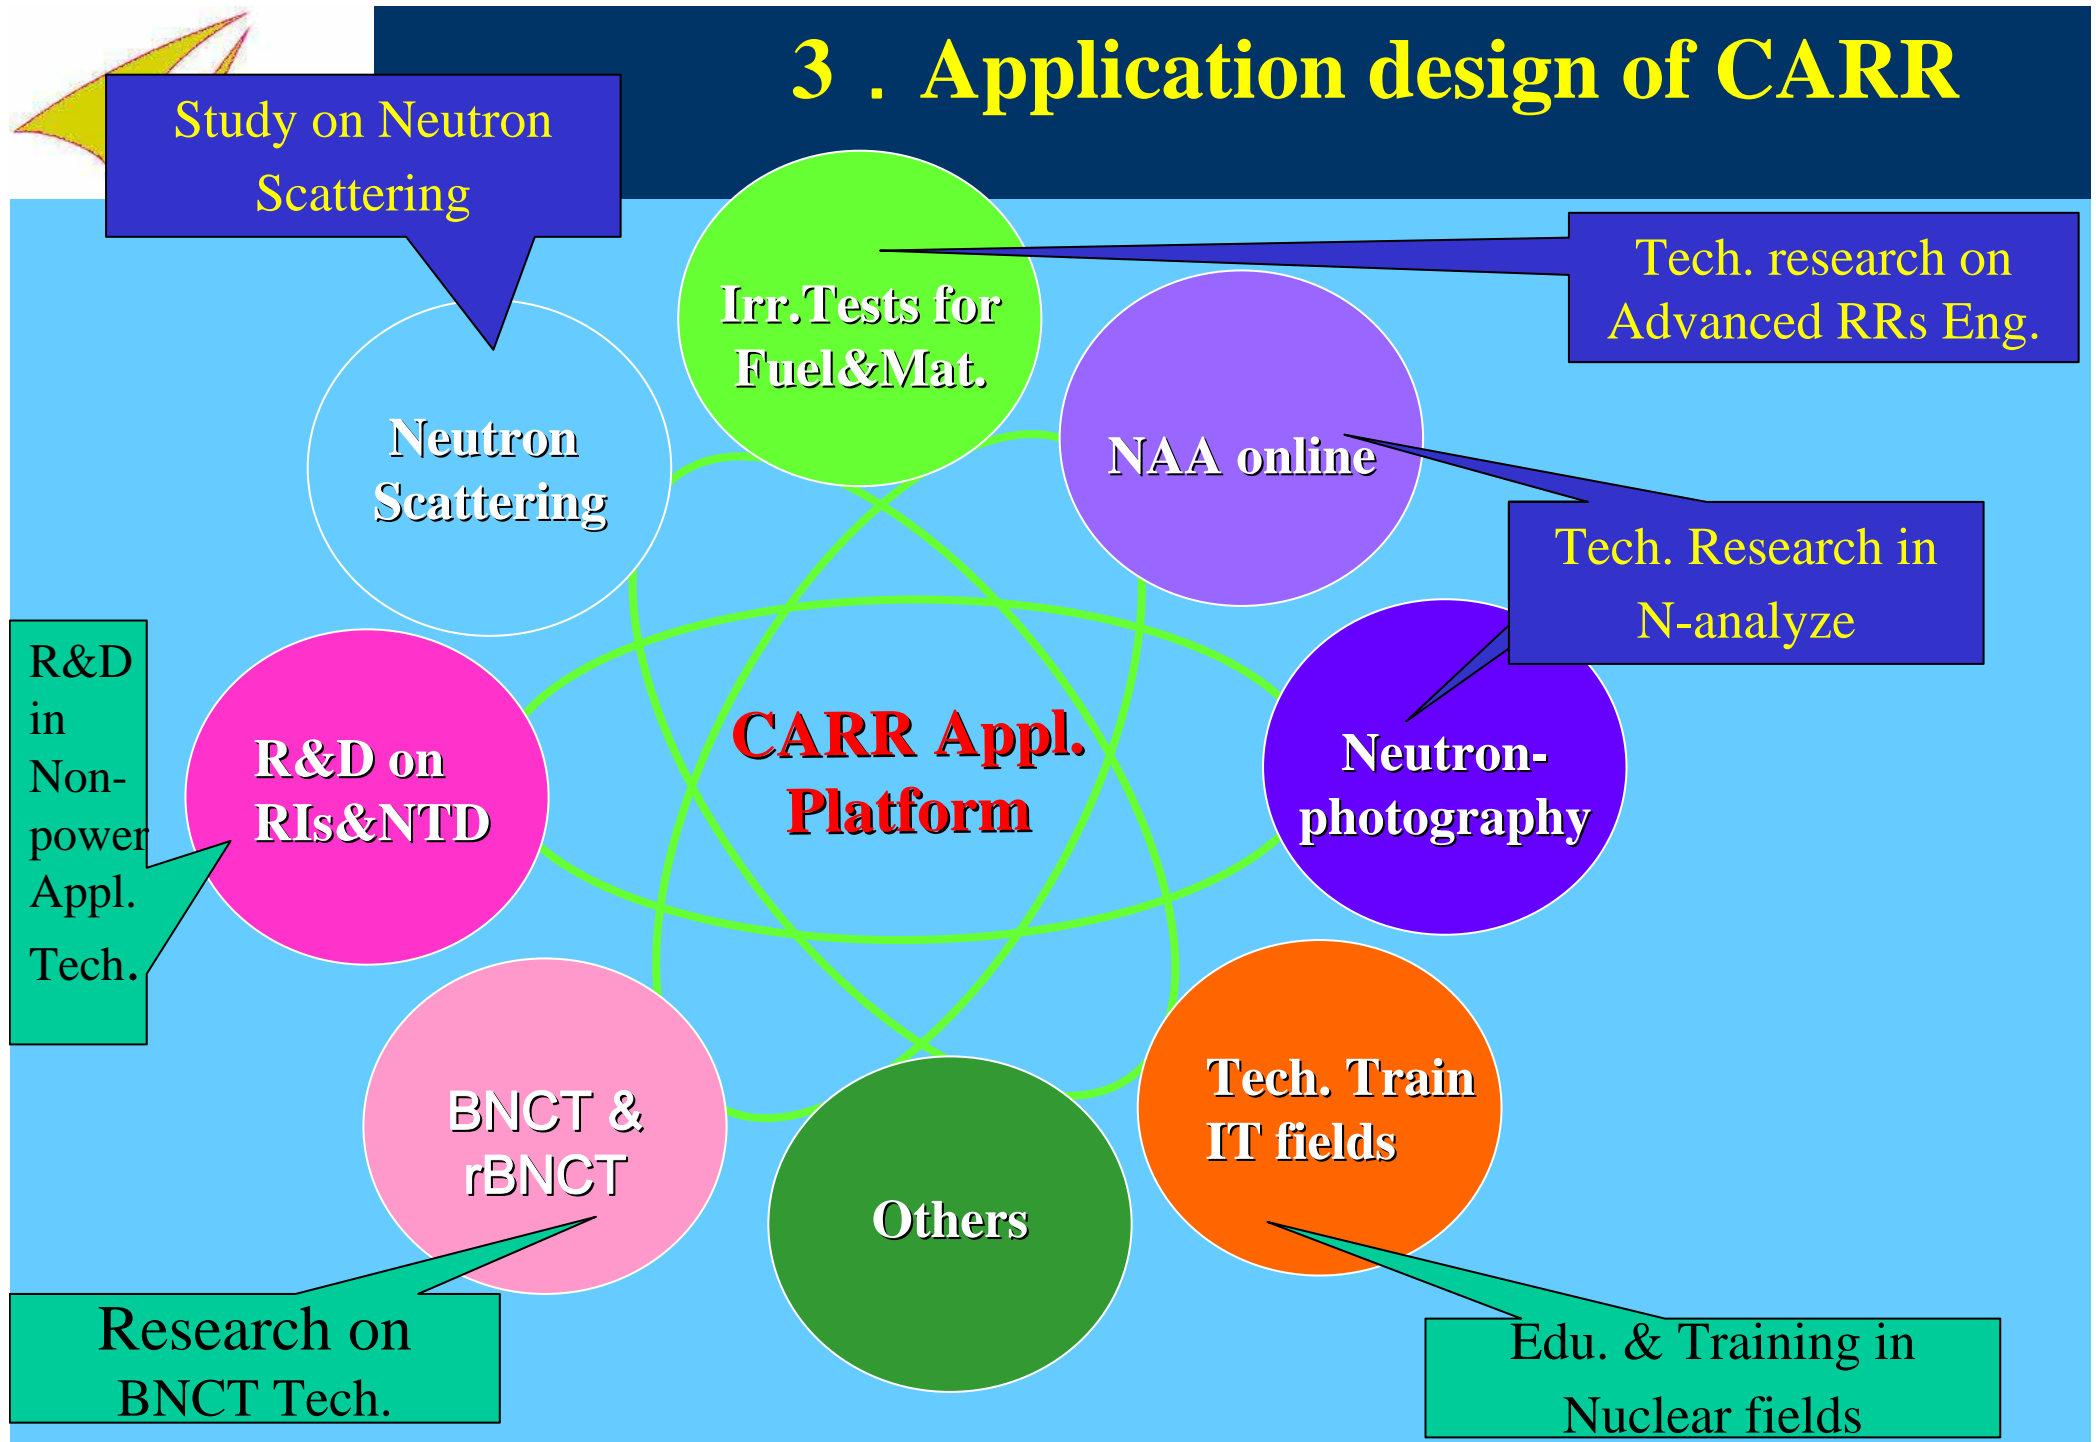 3 . Application design of CARR
Study on Neutron
Scattering
Tech. research on
Advanced RRs Eng.
Irr.Tests for
Fuel&Mat.
Neutron
Scattering
NAA online
Tech. Research in
N-analyze
R&D
in
Non-
power
Appl.
Tech.
R&D on
RIs&NTD
CARR Appl.
Platform
Neutron-
photography
BNCT &
rBNCT
Tech. Train
IT fields
Others
Research on
BNCT Tech.
Edu. & Training in
Nuclear fields